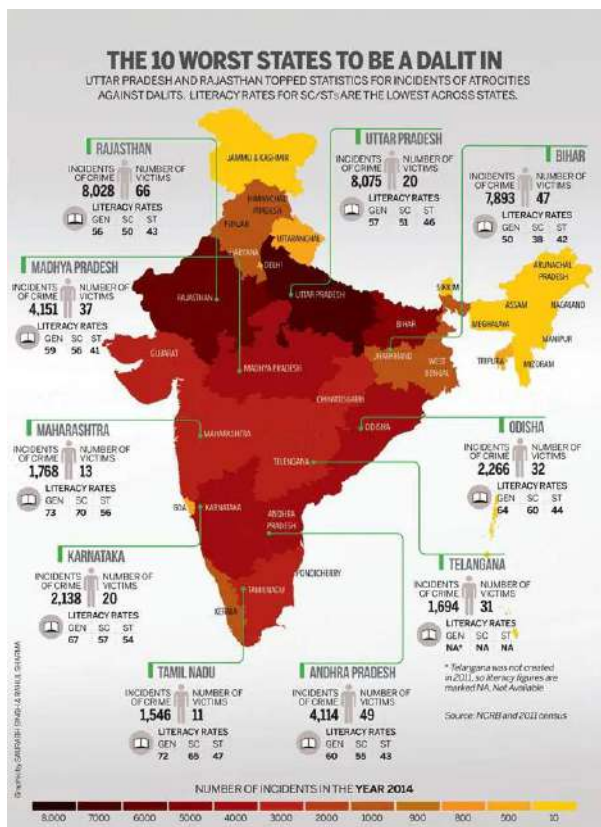 THE 10 WORST STATES TO BE A DALIT IN
UTTAR PRADESH AND RAJASTHAN TOPPED STATISTICS FOR INCIDENTS OF ATROCITIES
AGAINST DALITS. LITERACY RATES FOR SC/STs ARE THE LOWEST ACROSS STATES.
RAJASTHAN
INCIDENTS OF CRIME
8,028
NUMBER OF VICTIMS
66
LITERACY RATES
GEN SC ST
56 50 43
UTTAR PRADESH
INCIDENTS OF CRIME
8,075
NUMBER OF VICTIMS
20
LITERACY RATES
GEN SC ST
57 51 46
BIHAR
INCIDENTS OF CRIME
7,893
NUMBER OF VICTIMS
47
LITERACY RATES
GEN SC ST
50 38 42
MADHYA PRADESH
INCIDENTS OF CRIME
4,151
NUMBER OF VICTIMS
37
LITERACY RATES
GEN SC ST
59 56 41
MAHARASHTRA
INCIDENTS OF CRIME
1,768
NUMBER OF VICTIMS
13
LITERACY RATES
GEN SC ST
73 70 56
ODISHA
INCIDENTS OF CRIME
2,266
NUMBER OF VICTIMS
32
LITERACY RATES
GEN SC ST
64 60 44
KARNATAKA
INCIDENTS OF CRIME
2,138
NUMBER OF VICTIMS
20
LITERACY RATES
GEN SC ST
67 57 54
TELANGANA
INCIDENTS OF CRIME
1,694
NUMBER OF VICTIMS
31
LITERACY RATES
GEN SC ST
NA* NA NA
* Telangana was not created
in 2011, so literacy figures are
marked NA, Not Available
Source: NCRB and 2011 census
TAMIL NADU
INCIDENTS OF CRIME
1,546
NUMBER OF VICTIMS
11
LITERACY RATES
GEN SC ST
72 65 47
ANDHRA PRADESH
INCIDENTS OF CRIME
4,114
NUMBER OF VICTIMS
49
LITERACY RATES
GEN SC ST
60 55 43
JAMMU & KASHMIR
HIMANCHAL PRADESH
PUNJAB
UTTARANCHAL
HARYANA
DELHI
RAJASTHAN
UTTAR PRADESH
SIKKIM
ARUNACHAL PRADESH
ASSAM
NAGALAND
MEGHALAYA
MANIPUR
TRIPURA
MIZORAM
BIHAR
JHARKHAND
WEST BENGAL
GUJARAT
MADHYA PRADESH
CHHATTISGARH
ODISHA
MAHARASHTRA
TELENGANA
GOA
KARNATAKA
ANDHRA PRADESH
PONDICHERRY
KERALA
TAMIL NADU
Graphic by SAURABH SINGH & RAHUL SHARMA
NUMBER OF INCIDENTS IN THE YEAR 2014
8,000 7000 6000 5000 4000 3000 2000 1000 900 800 500 10